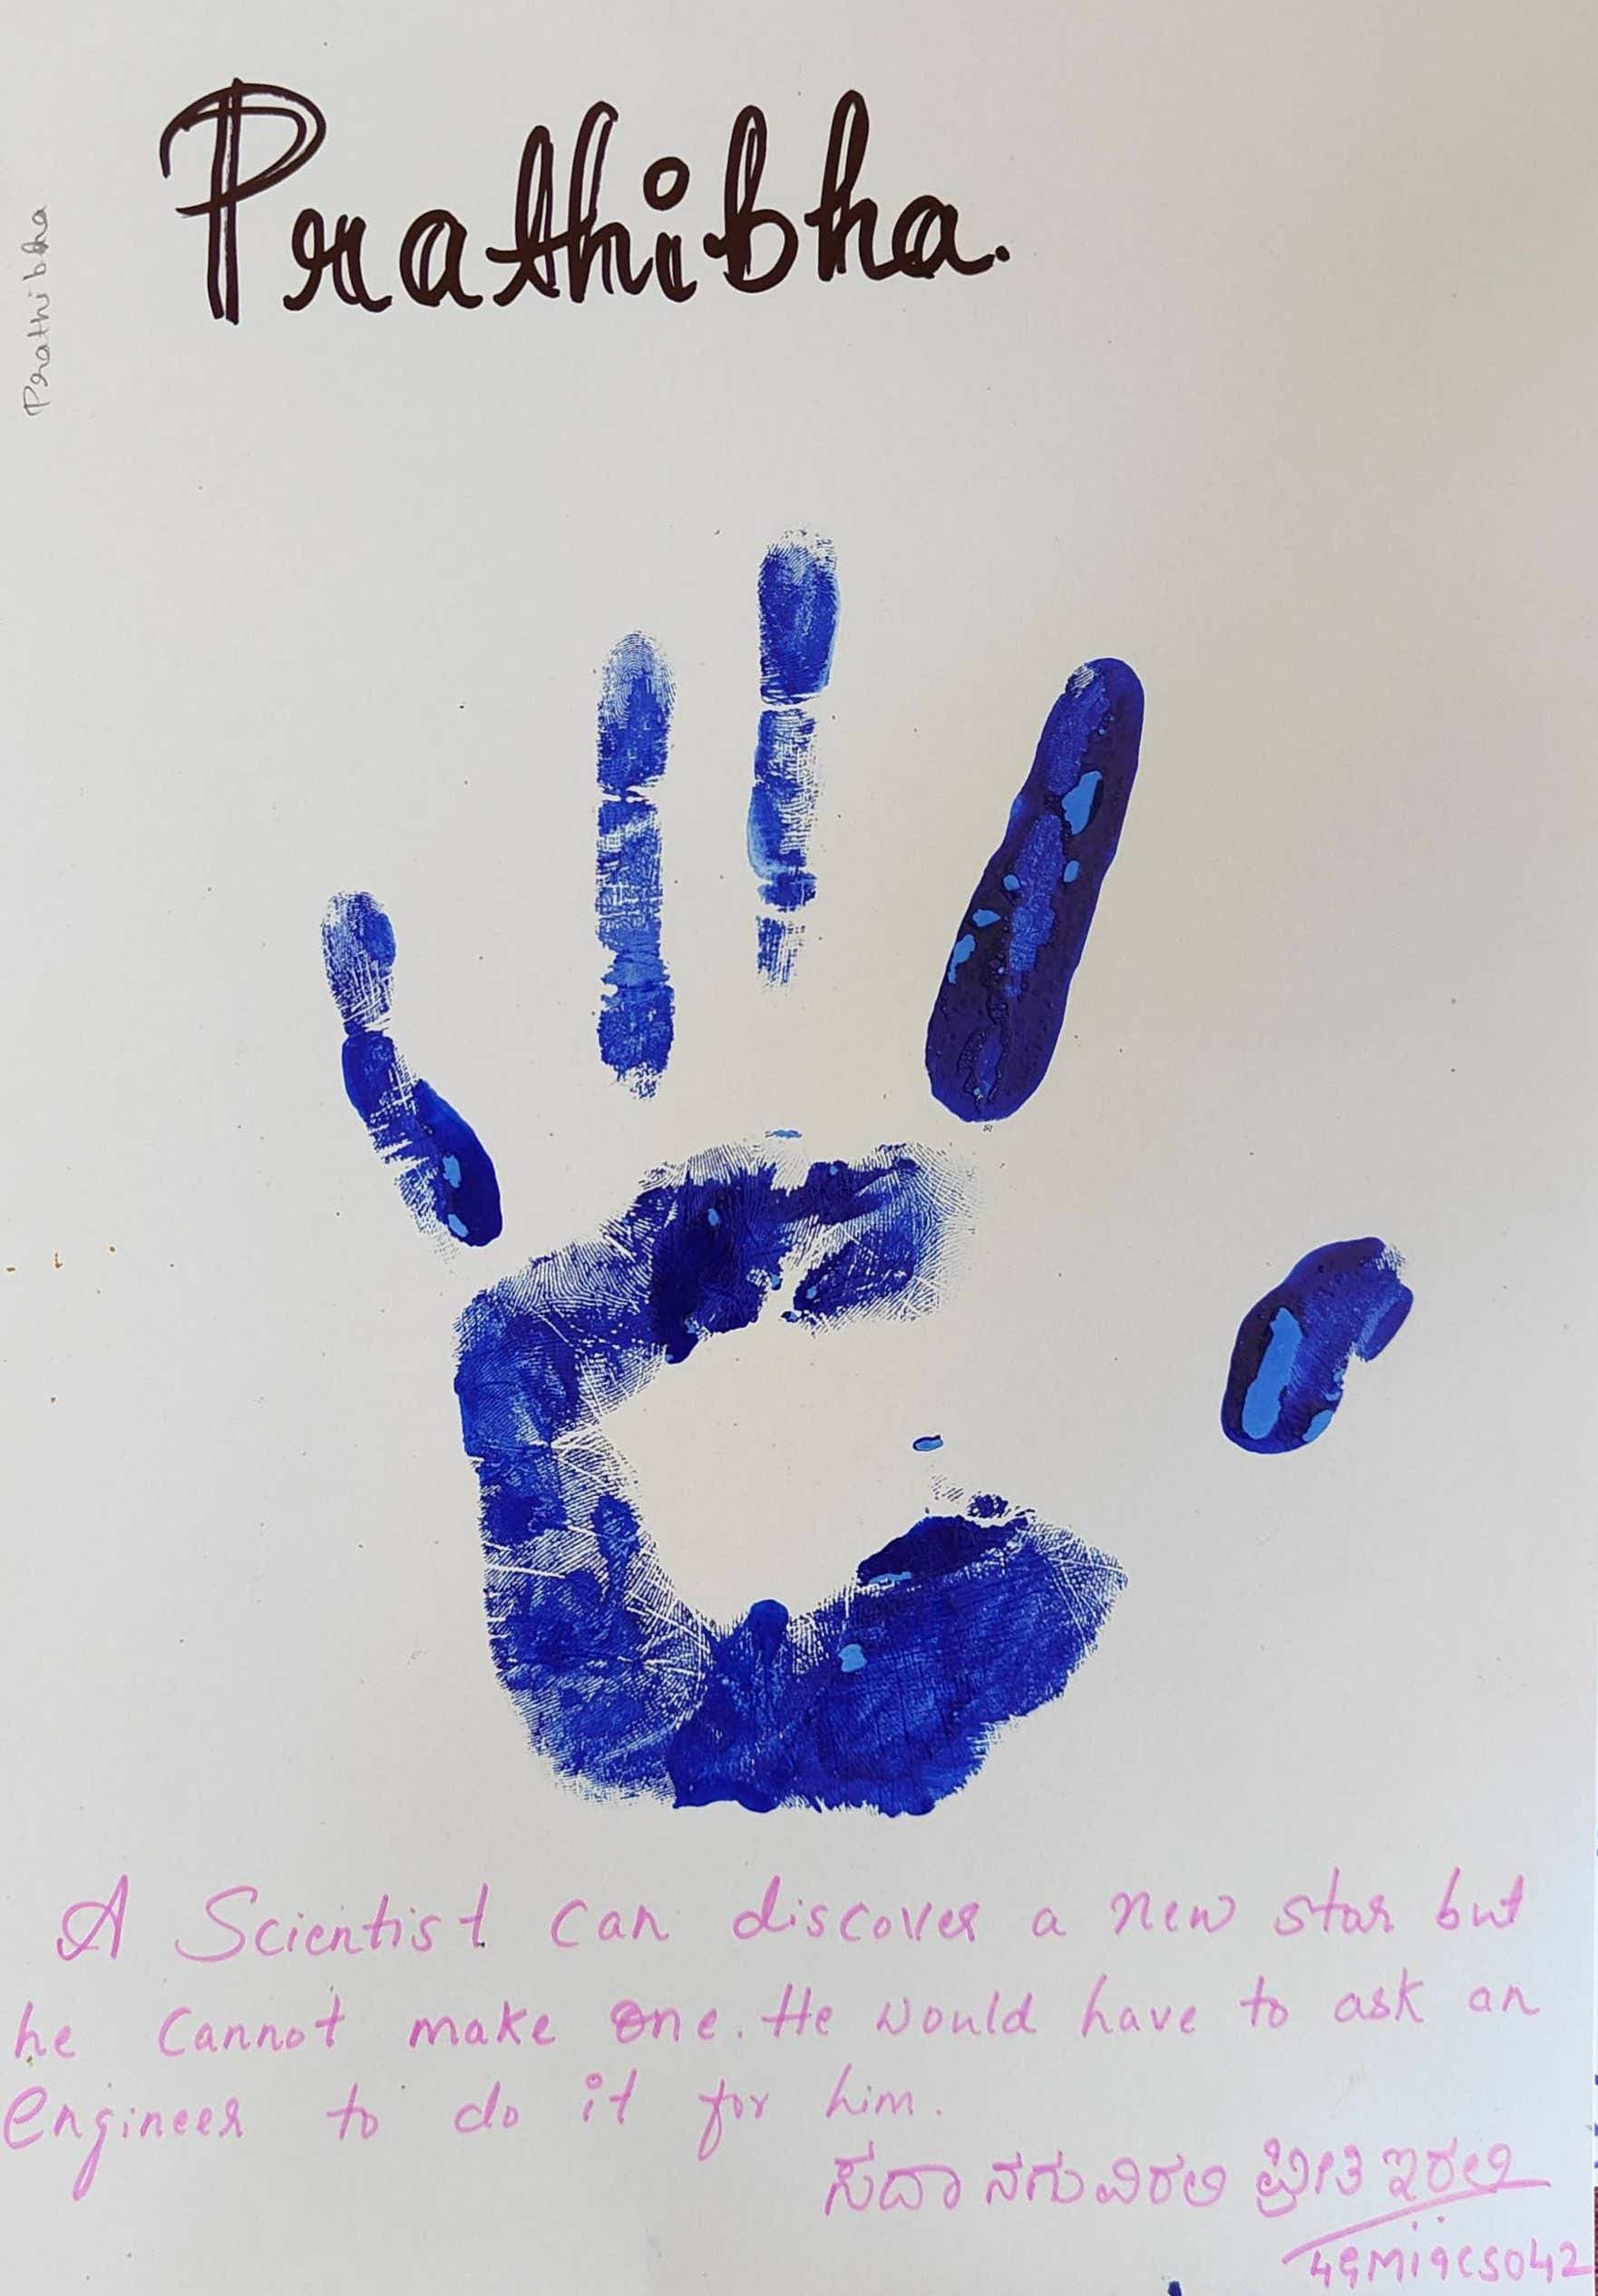 Prathibha.
Prathibha
A Scientist can discover a new star but
he cannot make one. He would have to ask an
Engineer to do it for him.
ಸದಾ ನಗುವಿರಲಿ ಪ್ರೀತಿ ಇರಲಿ
4GM19CS042